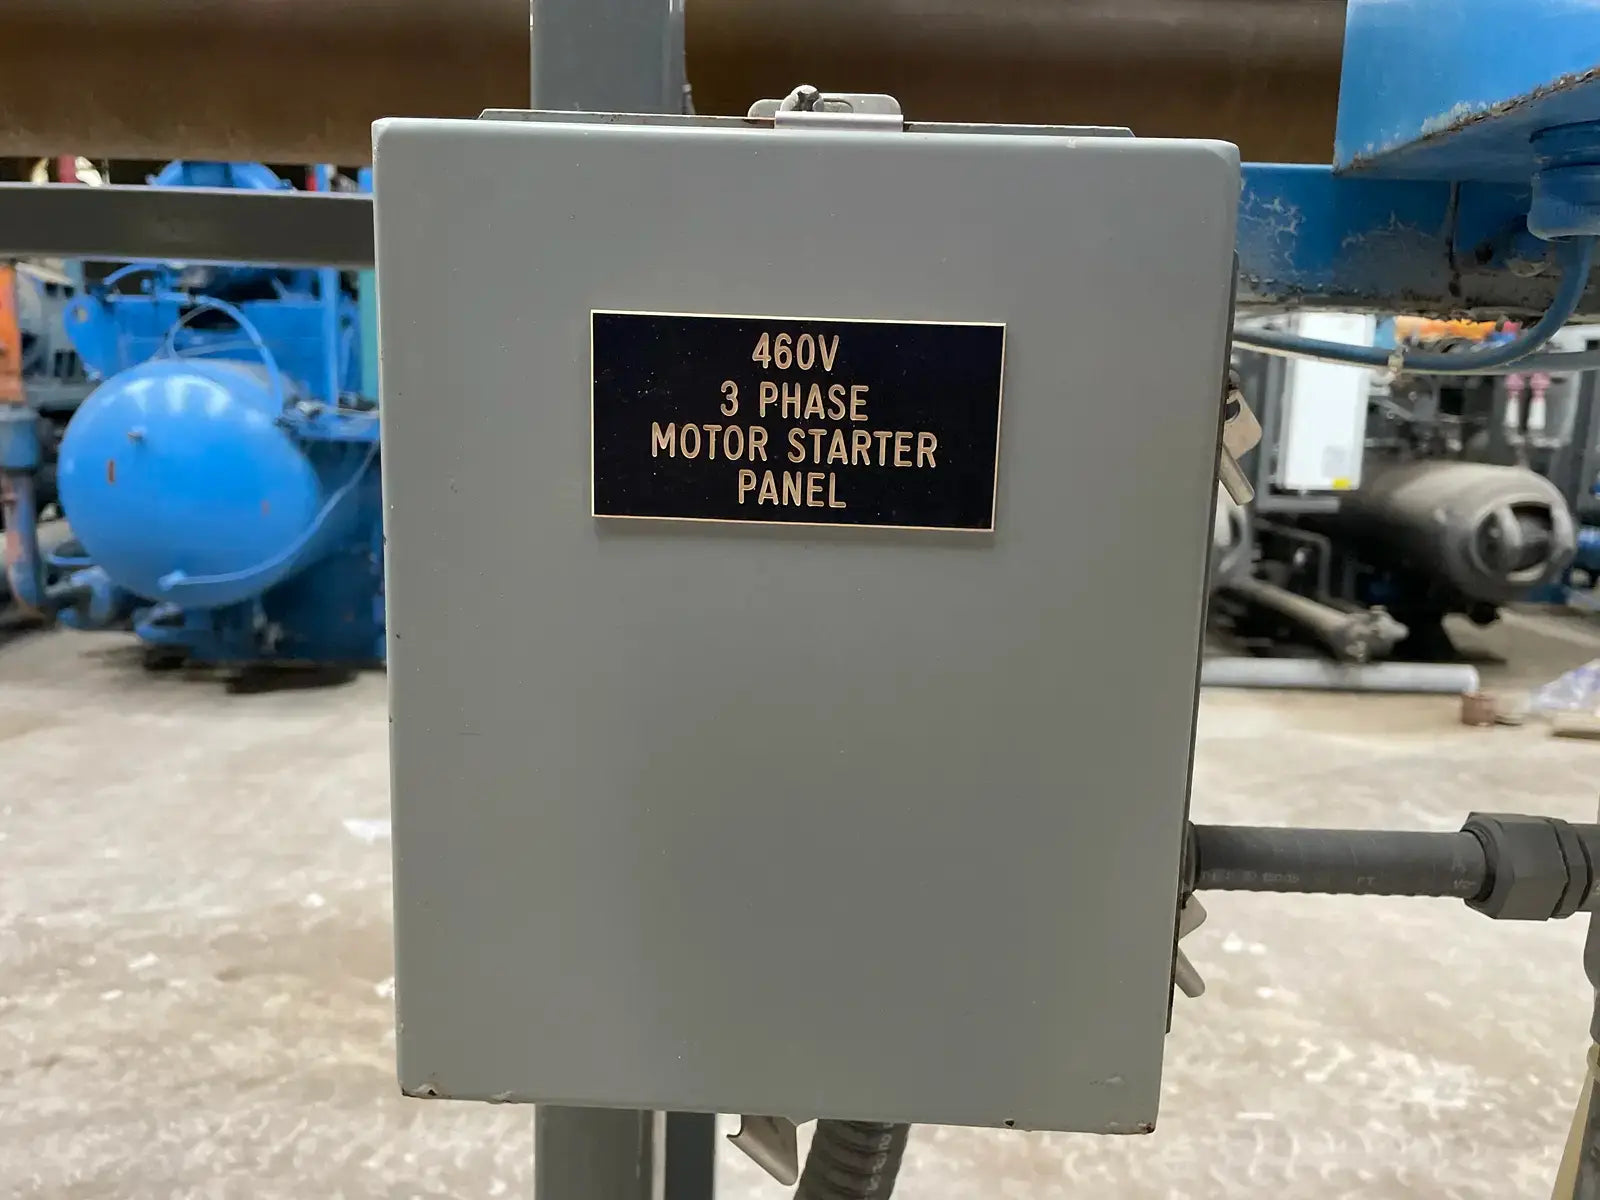 460V
3 PHASE
MOTOR STARTER
PANEL